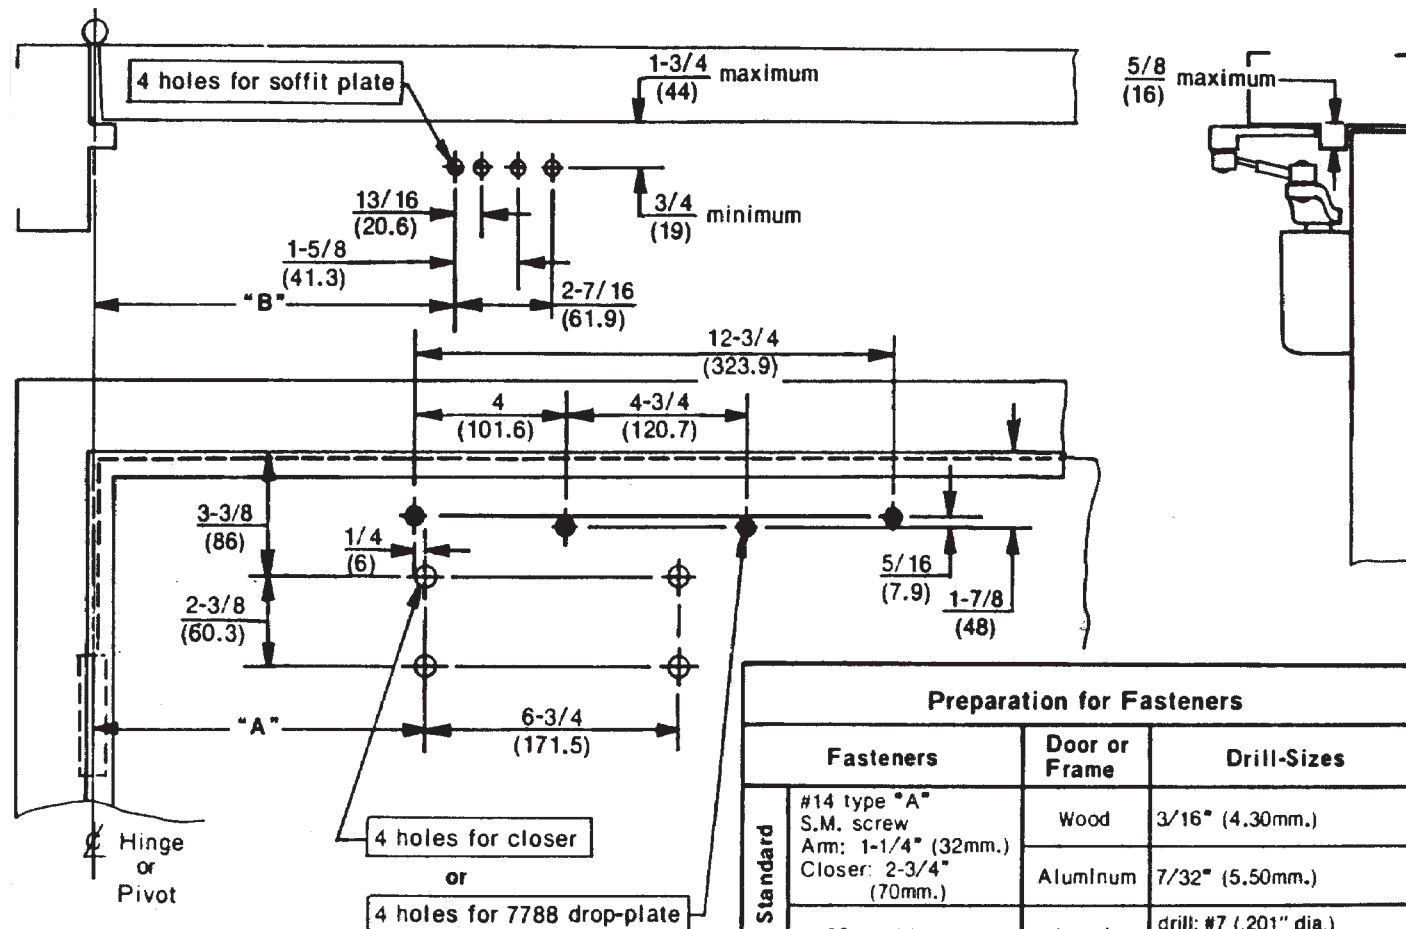 4 holes for soffit plate
1-3/4
(44)
maximum
5/8
(16)
maximum
13/16
(20.6)
3/4
(19)
minimum
1-5/8
(41.3)
"B"
2-7/16
(61.9)
12-3/4
(323.9)
4
(101.6)
4-3/4
(120.7)
3-3/8
(86)
1/4
(6)
5/16
(7.9)
1-7/8
(48)
2-3/8
(60.3)
"A"
6-3/4
(171.5)
℄ Hinge
or
Pivot
4 holes for closer
or
4 holes for 7788 drop-plate
Preparation for Fasteners
Fasteners
Door or
Frame
Drill-Sizes
Standard
#14 type "A"
S.M. screw
Arm: 1-1/4" (32mm.)
Closer: 2-3/4"
(70mm.)
Wood
3/16" (4.30mm.)
Aluminum
7/32" (5.50mm.)
drill: #7 (.201" dia.)